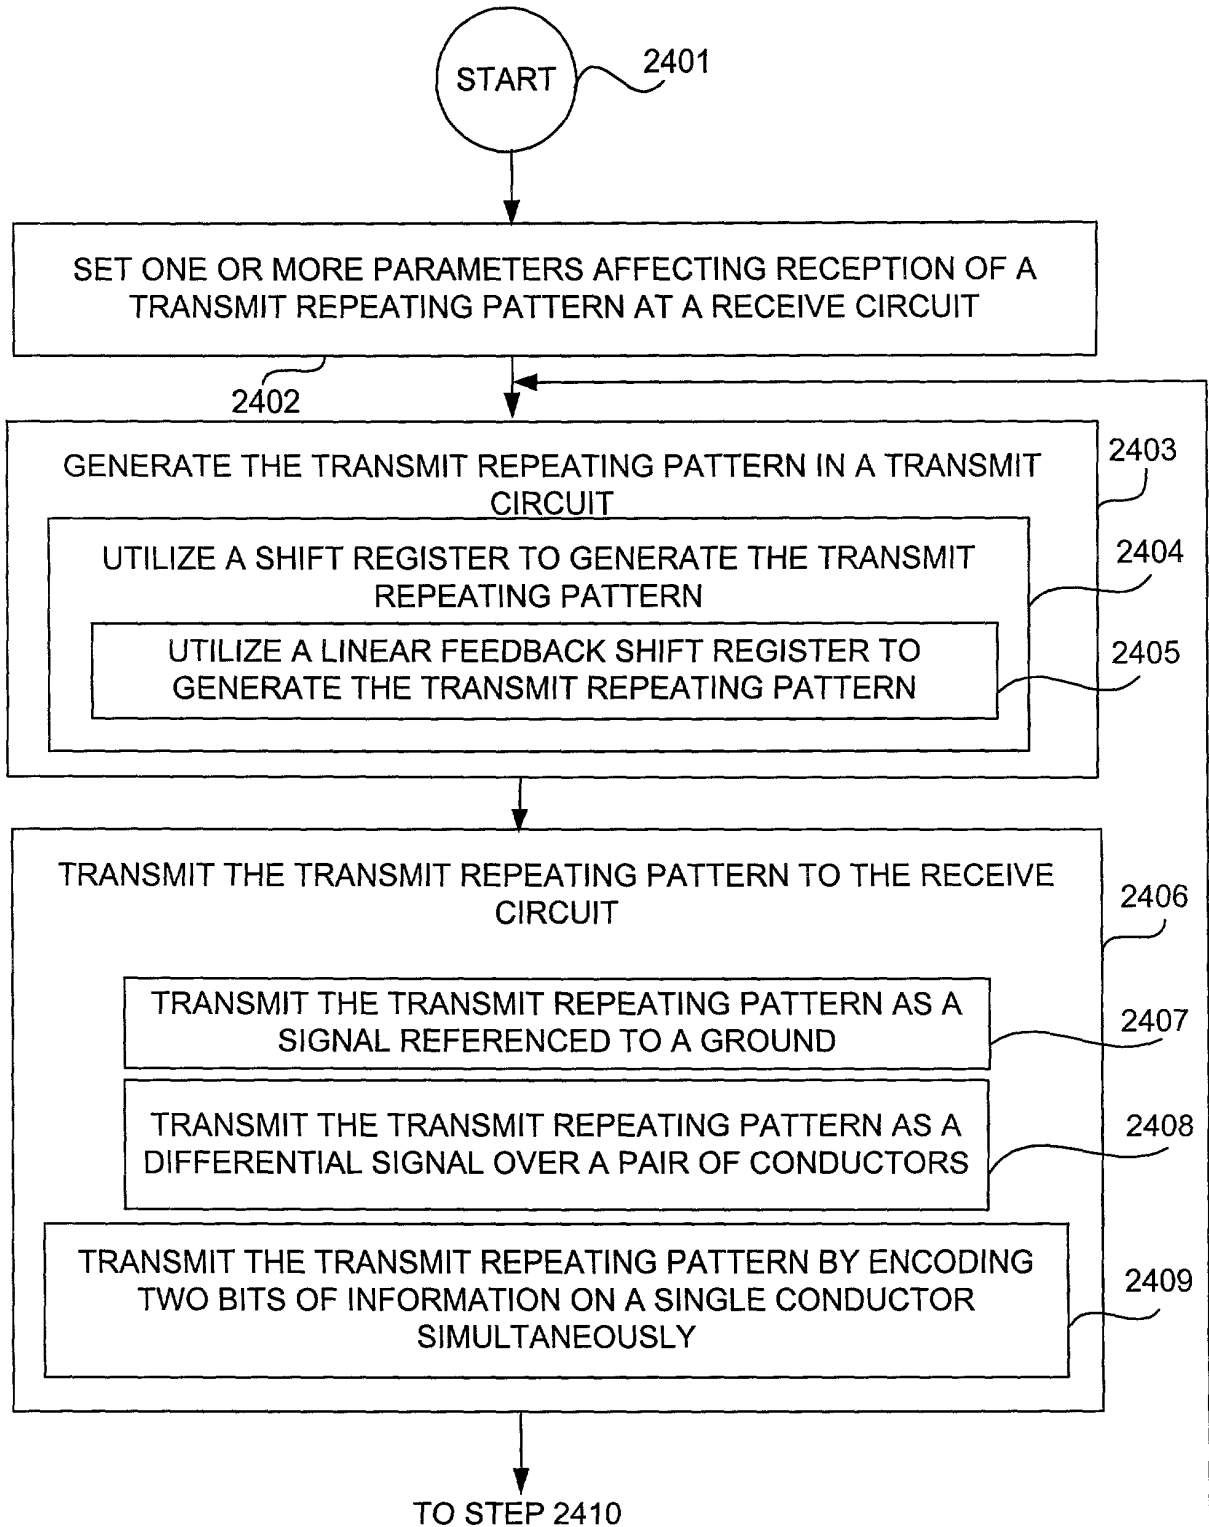 START
2401
SET ONE OR MORE PARAMETERS AFFECTING RECEPTION OF A
TRANSMIT REPEATING PATTERN AT A RECEIVE CIRCUIT
2402
GENERATE THE TRANSMIT REPEATING PATTERN IN A TRANSMIT
CIRCUIT
2403
UTILIZE A SHIFT REGISTER TO GENERATE THE TRANSMIT
REPEATING PATTERN
2404
UTILIZE A LINEAR FEEDBACK SHIFT REGISTER TO
GENERATE THE TRANSMIT REPEATING PATTERN
2405
TRANSMIT THE TRANSMIT REPEATING PATTERN TO THE RECEIVE
CIRCUIT
2406
TRANSMIT THE TRANSMIT REPEATING PATTERN AS A
SIGNAL REFERENCED TO A GROUND
2407
TRANSMIT THE TRANSMIT REPEATING PATTERN AS A
DIFFERENTIAL SIGNAL OVER A PAIR OF CONDUCTORS
2408
TRANSMIT THE TRANSMIT REPEATING PATTERN BY ENCODING
TWO BITS OF INFORMATION ON A SINGLE CONDUCTOR
SIMULTANEOUSLY
2409
TO STEP 2410